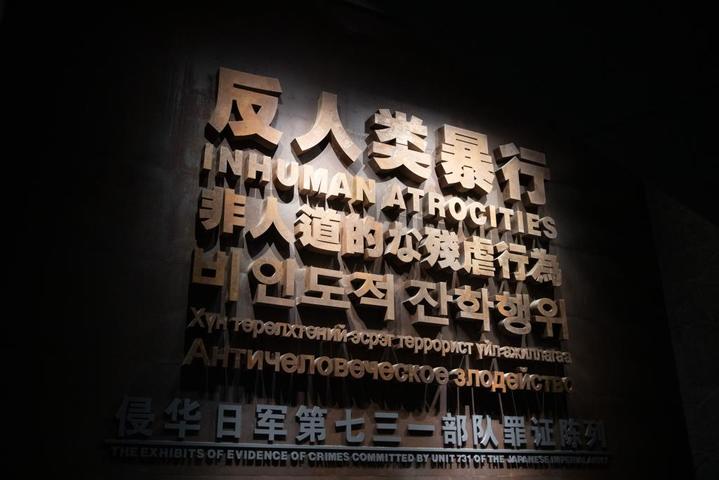 反人类暴行
INHUMAN ATROCITIES
非人道的な残虐行為
비인도적 잔학행위
Хүн төрөлхтөний эсрэг террорист үйл ажиллагаа
Античеловеческое злодейство
侵华日军第七三一部队罪证陈列
THE EXHIBITS OF EVIDENCE OF CRIMES COMMITTED BY UNIT 731 OF THE JAPANESE IMPERIAL ARMY